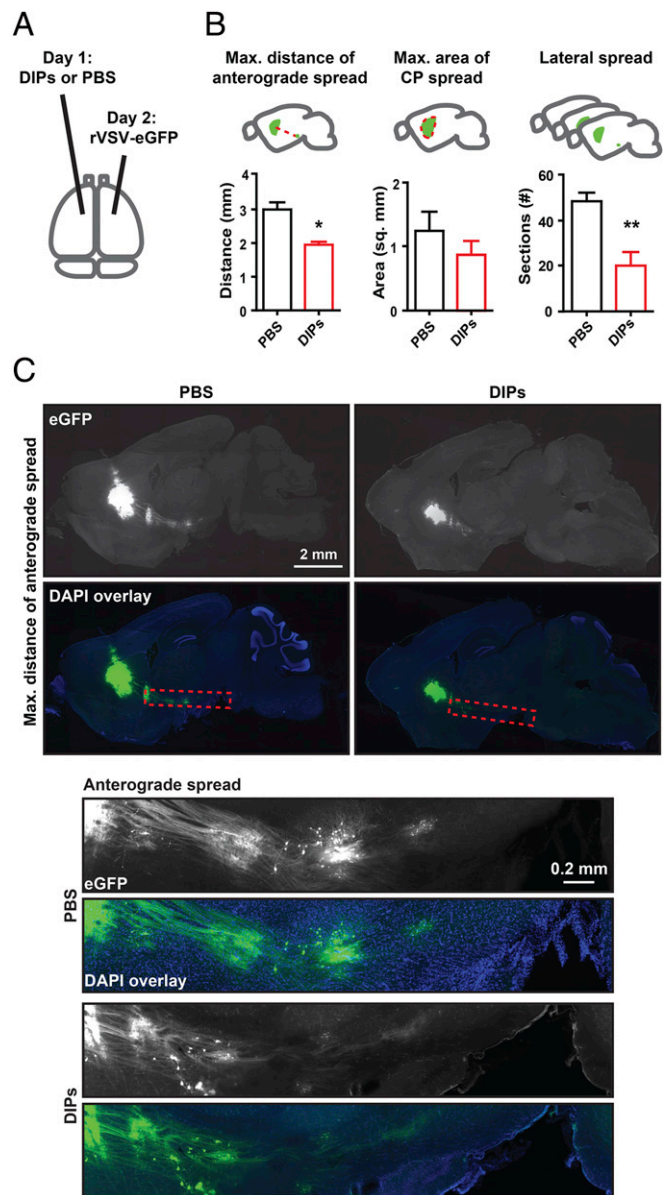 A
Day 1:
DIPs or PBS
Day 2:
rVSV-eGFP
B
Max. distance of
anterograde spread
Max. area of
CP spread
Lateral spread
Distance (mm)
4
3
2
1
0
*
PBS
DIPs
Area (sq. mm)
2
1
0
PBS
DIPs
Sections (#)
60
40
20
0
**
PBS
DIPs
C
PBS
DIPs
Max. distance of anterograde spread
eGFP
2 mm
DAPI overlay
Anterograde spread
PBS
eGFP
0.2 mm
DAPI overlay
DIPs